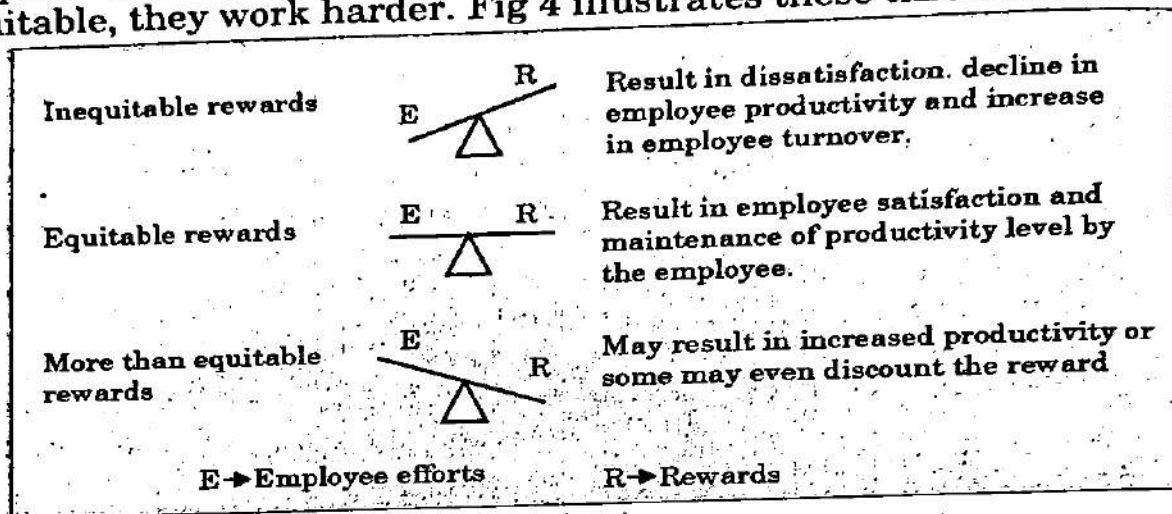 itable, they work harder. Fig 4 illustrates these
Inequitable rewards
E
R
Result in dissatisfaction. decline in
employee productivity and increase
in employee turnover.
Equitable rewards
E
R
Result in employee satisfaction and
maintenance of productivity level by
the employee.
More than equitable
rewards
E
R
May result in increased productivity or
some may even discount the reward
E→Employee efforts
R→Rewards